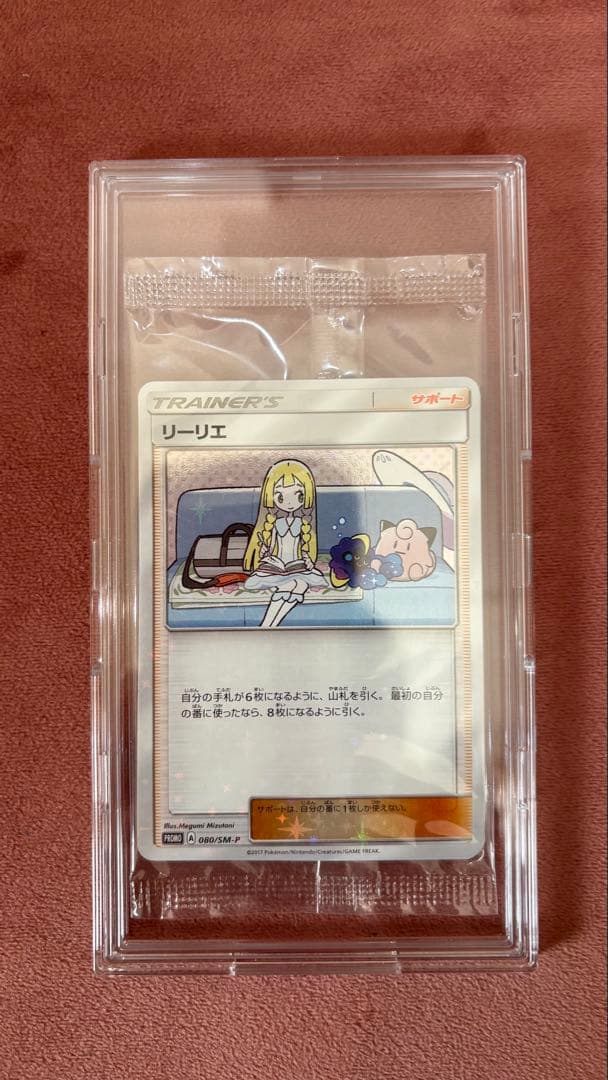 TRAINER'S サポート
リーリエ
自分の手札が6枚になるように、山札を引く。最初の自分
の番に使ったなら、8枚になるように引く。
サポートは、自分の番に1枚しか使えない。
Illus.Megumi Mizutani
PROMO A 080/SM-P
©2017 Pokémon/Nintendo/Creatures/GAME FREAK.